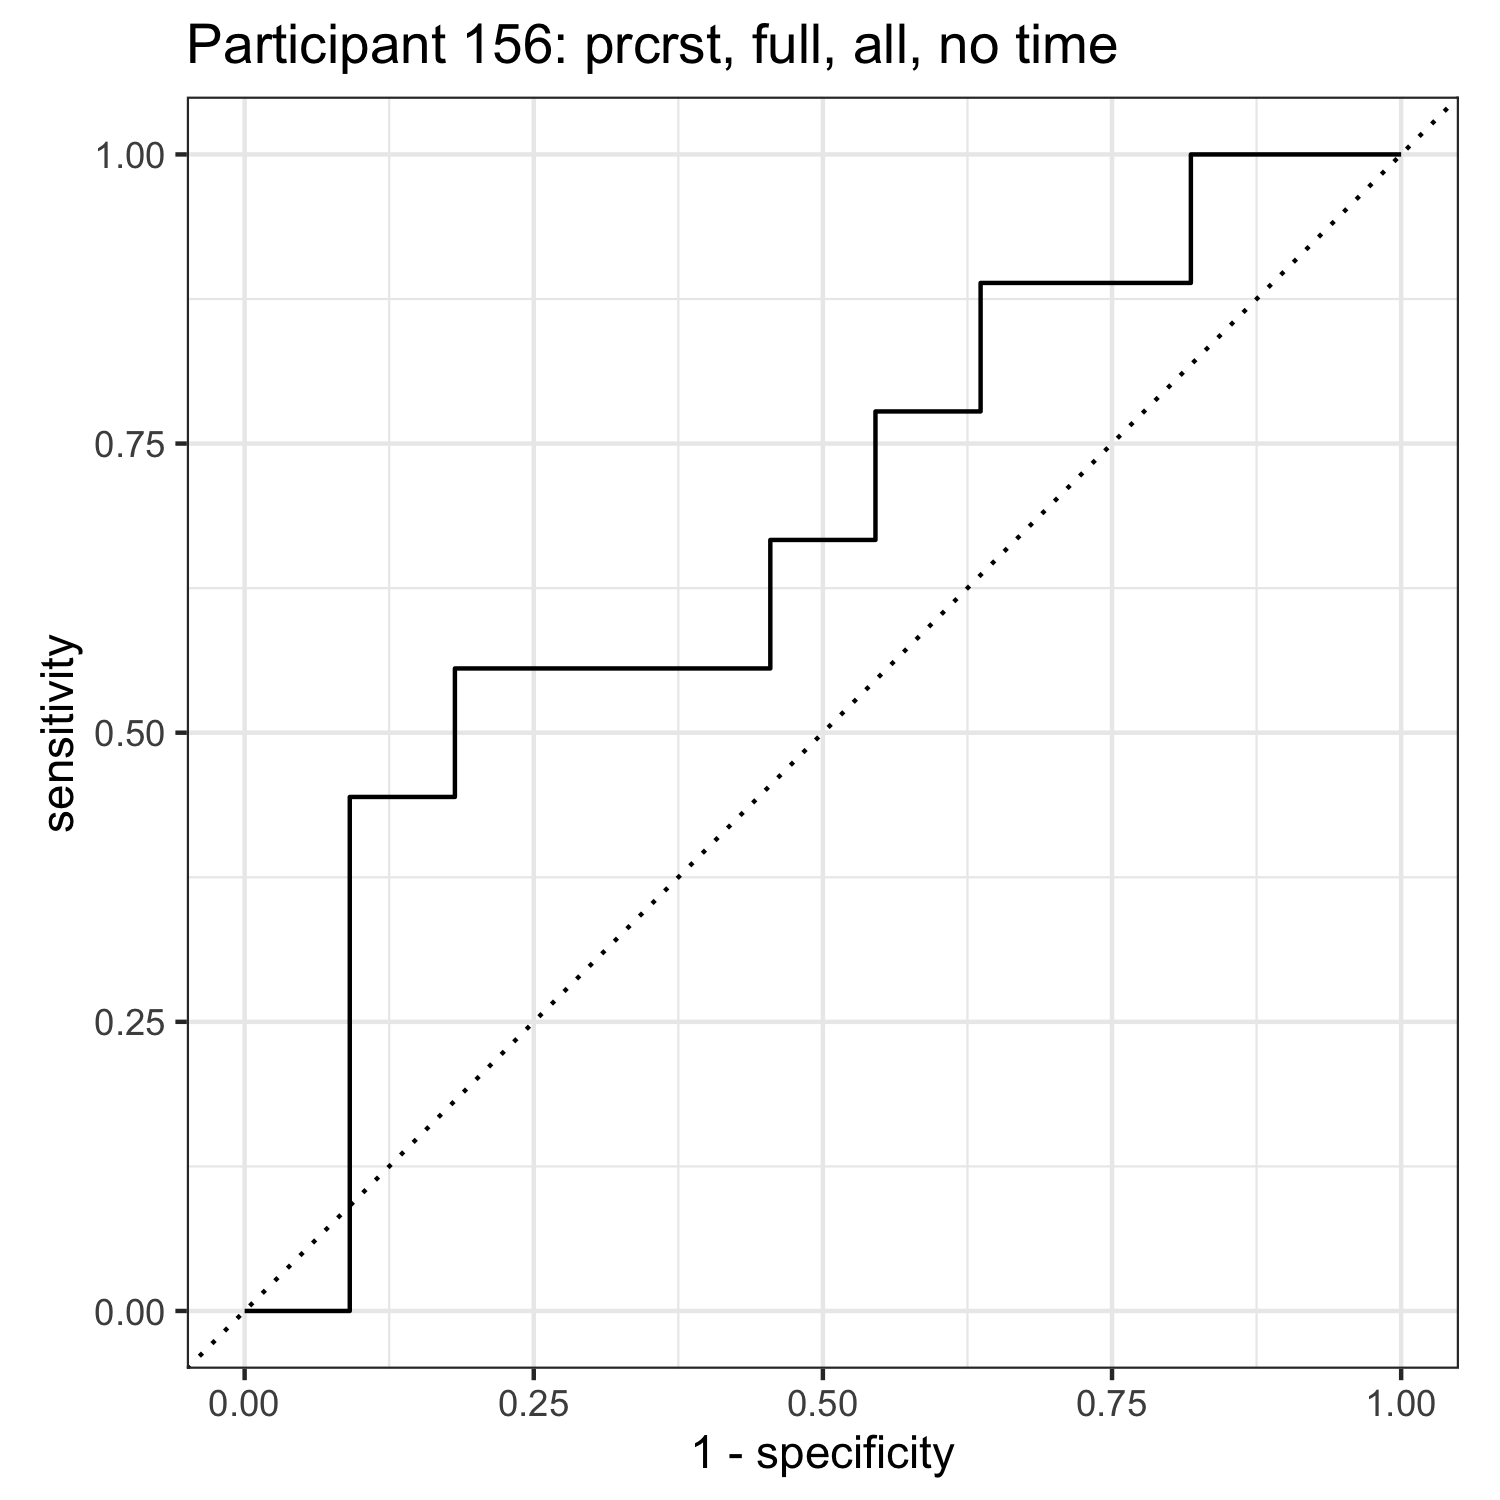 Participant 156: prcrst, full, all, no time
1.00
0.75
0.50
0.25
0.00
sensitivity
0.00 0.25 0.50 0.75 1.00
1 - specificity